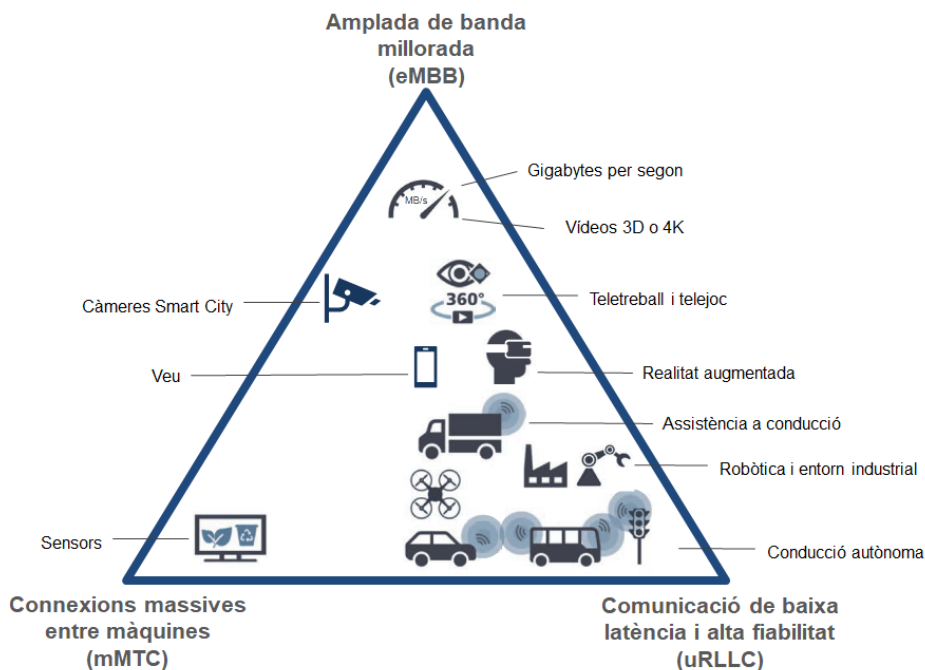 Amplada de banda
millorada
(eMBB)
Gigabytes per segon
MB/s
Vídeos 3D o 4K
360°
Càmeres Smart City
Teletreball i telejoc
Veu
Realitat augmentada
Assistència a conducció
Robòtica i entorn industrial
Sensors
Conducció autònoma
Connexions massives
entre màquines
(mMTC)
Comunicació de baixa
latència i alta fiabilitat
(uRLLC)